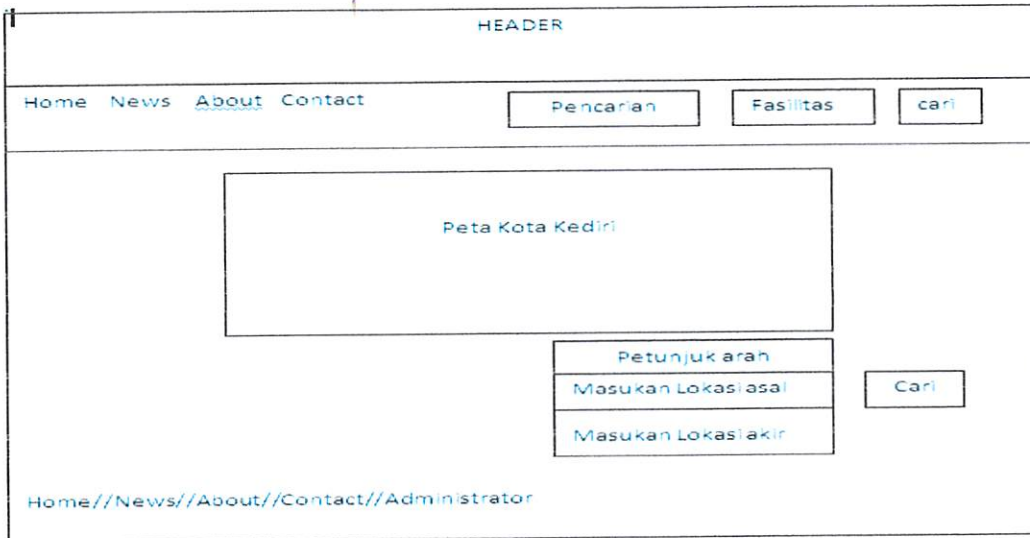 HEADER
Home News About Contact Pencarian Fasilitas cari
Peta Kota Kediri
Petunjuk arah
Masukan Lokasi asal Cari
Masukan Lokasi akir
Home//News//About//Contact//Administrator